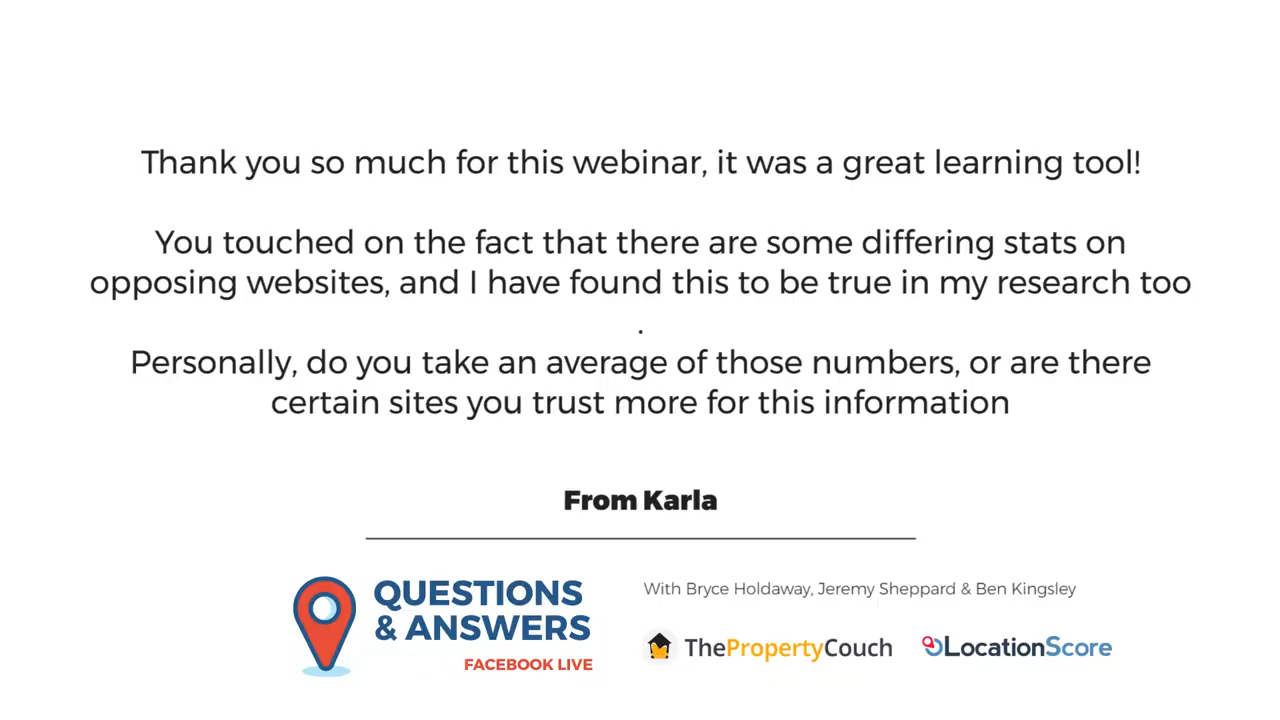 Thank you so much for this webinar, it was a great learning tool!
You touched on the fact that there are some differing stats on
opposing websites, and I have found this to be true in my research too
.
Personally, do you take an average of those numbers, or are there
certain sites you trust more for this information
From Karla
QUESTIONS
& ANSWERS
FACEBOOK LIVE
With Bryce Holdaway, Jeremy Sheppard & Ben Kingsley
ThePropertyCouch
LocationScore